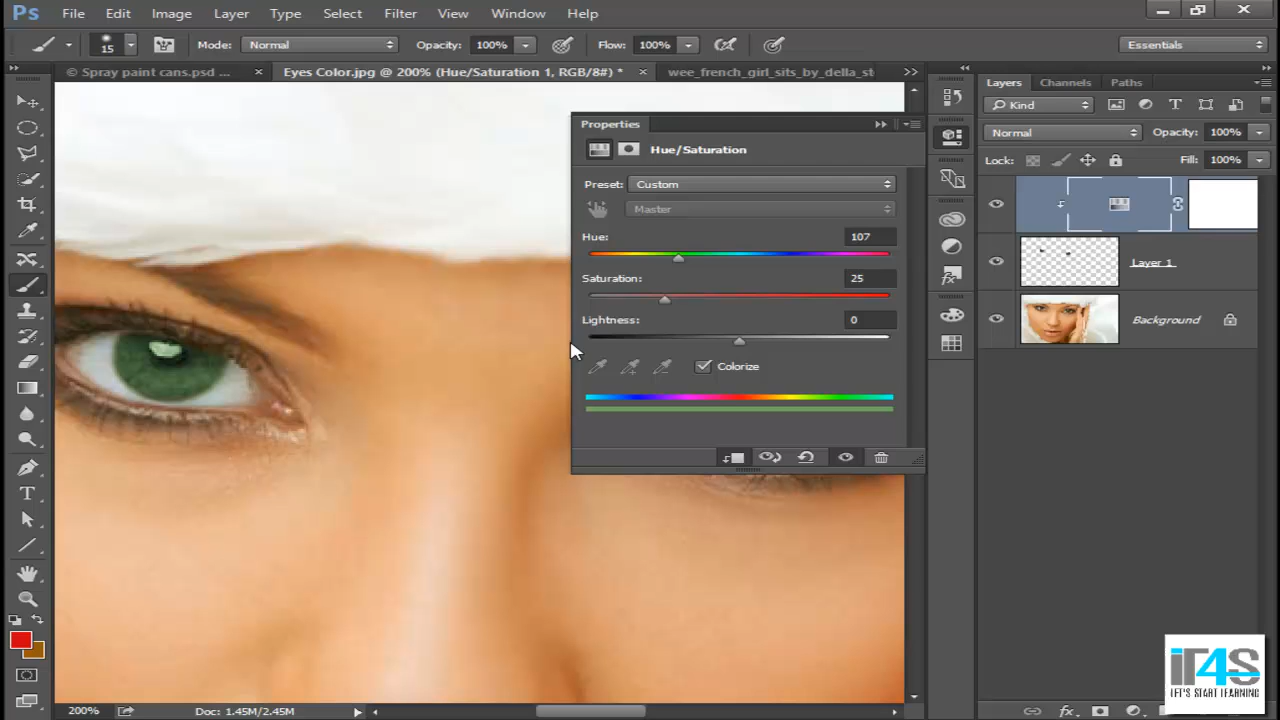 Ps File Edit Image Layer Type Select Filter View Window Help
15 Mode: Normal Opacity: 100% Flow: 100% Essentials
© Spray paint cans.psd ... × Eyes Color.jpg @ 200% (Hue/Saturation 1, RGB/8#) * × wee_french_girl_sits_by_della_st
Layers Channels Paths
Kind
Normal Opacity: 100%
Lock: Fill: 100%
Properties
Hue/Saturation
Preset: Custom
Master
Hue: 107
Saturation: 25
Lightness: 0
Colorize
Layer 1
Background
200% Doc: 1.45M/2.45M
iT4S
LET'S START LEARNING